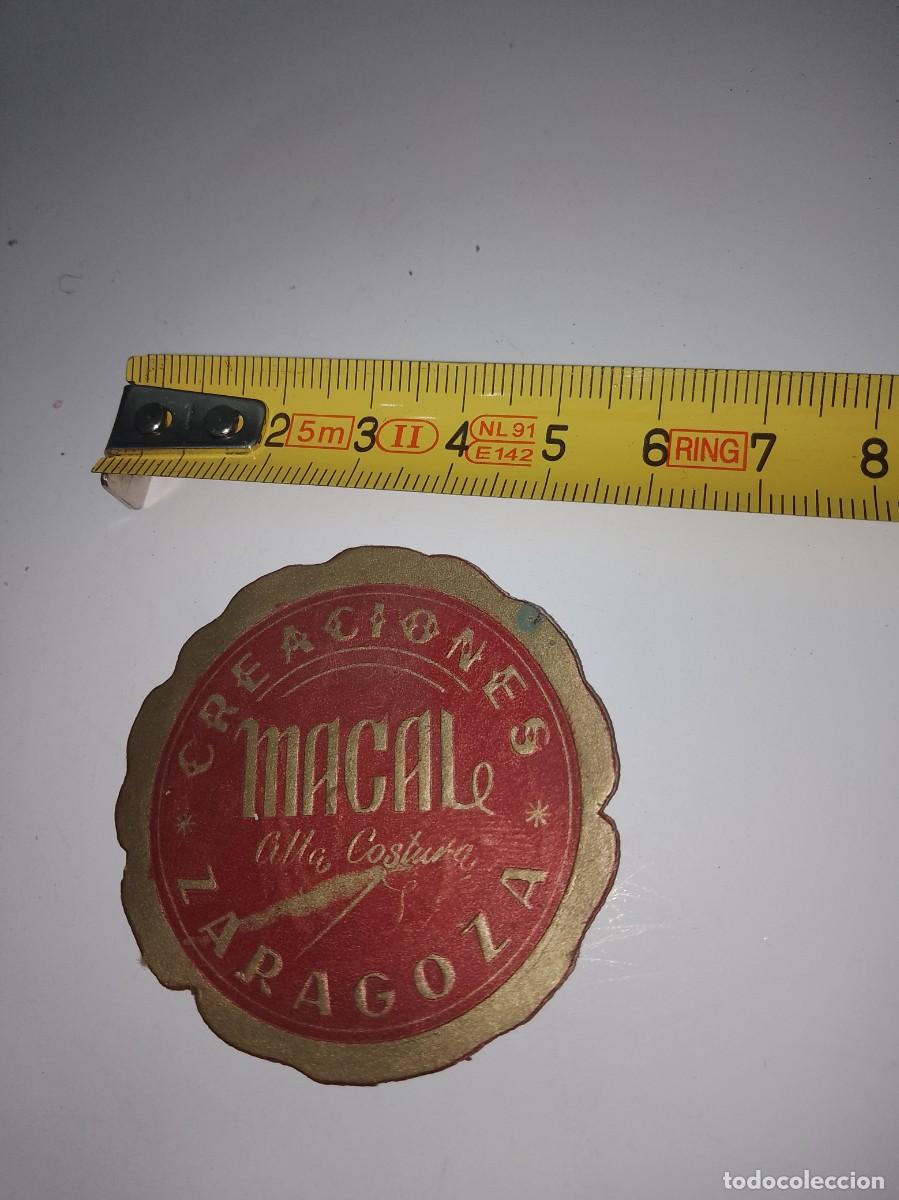 2 5m 3 II 4 NL 91 5 6 RING 7 8
E 142
CREACIONES
MACAL
Alta Costura
ZARAGOZA
todocoleccion